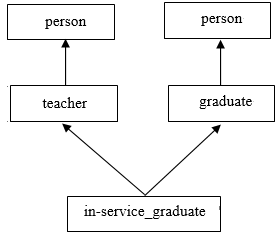 person person
teacher graduate
in-service_graduate